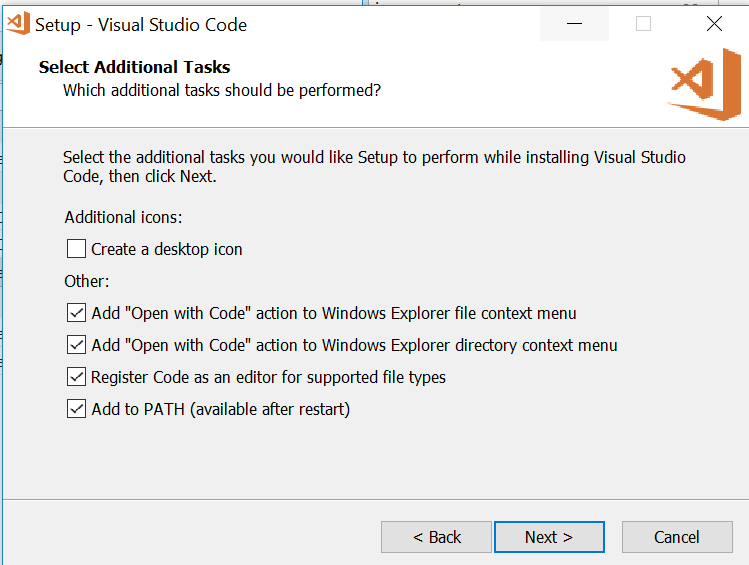 Setup - Visual Studio Code
Select Additional Tasks
Which additional tasks should be performed?
Select the additional tasks you would like Setup to perform while installing Visual Studio
Code, then click Next.
Additional icons:
Create a desktop icon
Other:
Add "Open with Code" action to Windows Explorer file context menu
Add "Open with Code" action to Windows Explorer directory context menu
Register Code as an editor for supported file types
Add to PATH (available after restart)
< Back
Next >
Cancel